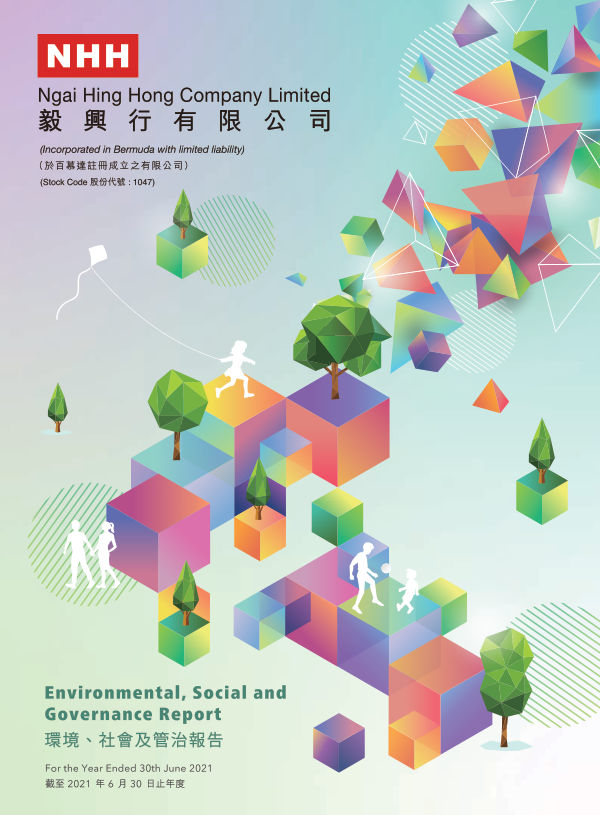 NHH
Ngai Hing Hong Company Limited
毅興行有限公司
(Incorporated in Bermuda with limited liability)
（於百慕達註冊成立之有限公司）
(Stock Code 股份代號 : 1047)
Environmental, Social and
Governance Report
環境、社會及管治報告
For the Year Ended 30th June 2021
截至 2021 年 6 月 30 日止年度